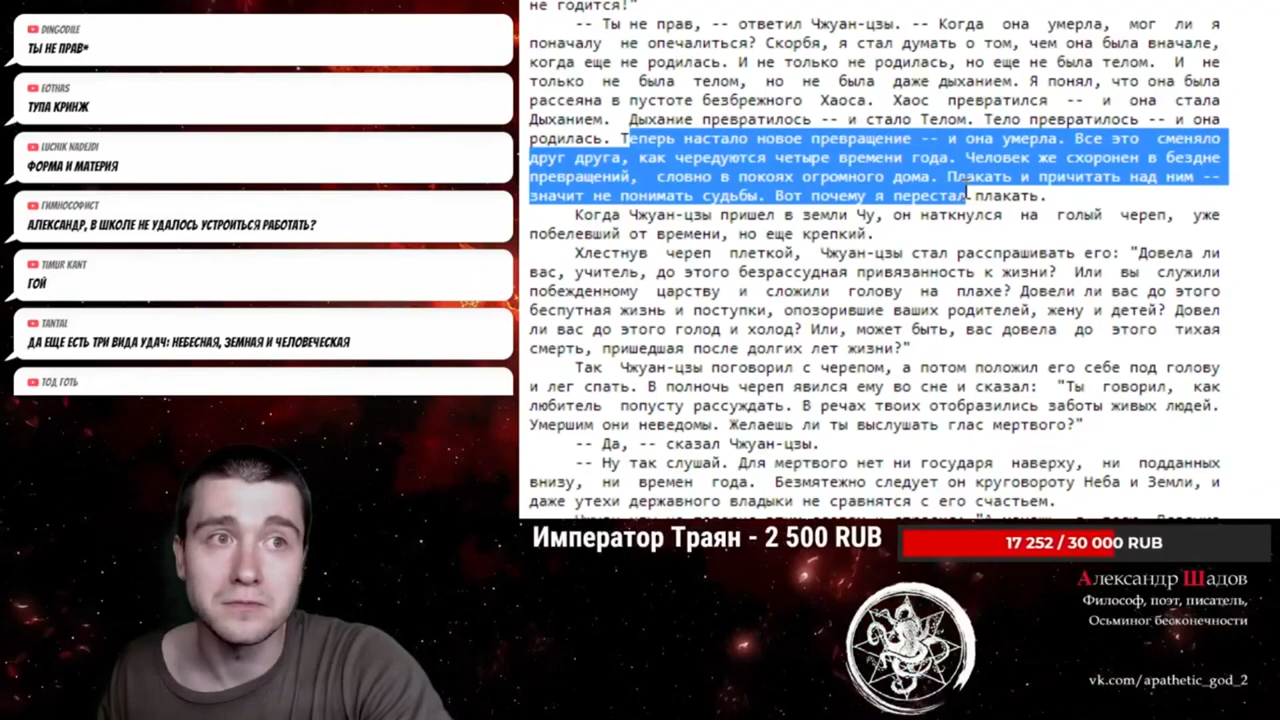 DINGODILE
ТЫ НЕ ПРАВ*
EOTHAS
ТУПА КРИНЖ
LUCHIK NADEJDI
ФОРМА И МАТЕРИЯ
ГИМНОСОФИСТ
АЛЕКСАНДР, В ШКОЛЕ НЕ УДАЛОСЬ УСТРОИТЬСЯ РАБОТАТЬ?
TIMUR KANT
ГОЙ
TANTAL
ДА ЕЩЕ ЕСТЬ ТРИ ВИДА УДАЧ: НЕБЕСНАЯ, ЗЕМНАЯ И ЧЕЛОВЕЧЕСКАЯ
ТОД ГОТЬ
не годится!"
-- Ты не прав, -- ответил Чжуан-цзы. -- Когда она умерла, мог ли я
поначалу не опечалиться? Скорбя, я стал думать о том, чем она была вначале,
когда еще не родилась. И не только не родилась, но еще не была телом. И не
только не была телом, но не была даже дыханием. Я понял, что она была
рассеяна в пустоте безбрежного Хаоса. Хаос превратился -- и она стала
Дыханием. Дыхание превратилось -- и стало Телом. Тело превратилось -- и она
родилась. Теперь настало новое превращение -- и она умерла. Все это сменяло
друг друга, как чередуются четыре времени года. Человек же схоронен в бездне
превращений, словно в покоях огромного дома. Плакать и причитать над ним --
значит не понимать судьбы. Вот почему я перестал плакать.
Когда Чжуан-цзы пришел в земли Чу, он наткнулся на голый череп, уже
побелевший от времени, но еще крепкий.
Хлестнув череп плеткой, Чжуан-цзы стал расспрашивать его: "Довела ли
вас, учитель, до этого безрассудная привязанность к жизни? Или вы служили
побежденному царству и сложили голову на плахе? Довели ли вас до этого
беспутная жизнь и поступки, опозорившие ваших родителей, жену и детей? Довел
ли вас до этого голод и холод? Или, может быть, вас довела до этого тихая
смерть, пришедшая после долгих лет жизни?"
Так Чжуан-цзы поговорил с черепом, а потом положил его себе под голову
и лег спать. В полночь череп явился ему во сне и сказал: "Ты говорил, как
любитель попусту рассуждать. В речах твоих отобразились заботы живых людей.
Умершим они неведомы. Желаешь ли ты выслушать глас мертвого?"
-- Да, -- сказал Чжуан-цзы.
-- Ну так слушай. Для мертвого нет ни государя наверху, ни подданных
внизу, ни времен года. Безмятежно следует он круговороту Неба и Земли, и
даже утехи державного владыки не сравнятся с его счастьем.
Император Траян - 2 500 RUB
17 252 / 30 000 RUB
Александр Шадов
Философ, поэт, писатель,
Осьминог бесконечности
vk.com/apathetic_god_2